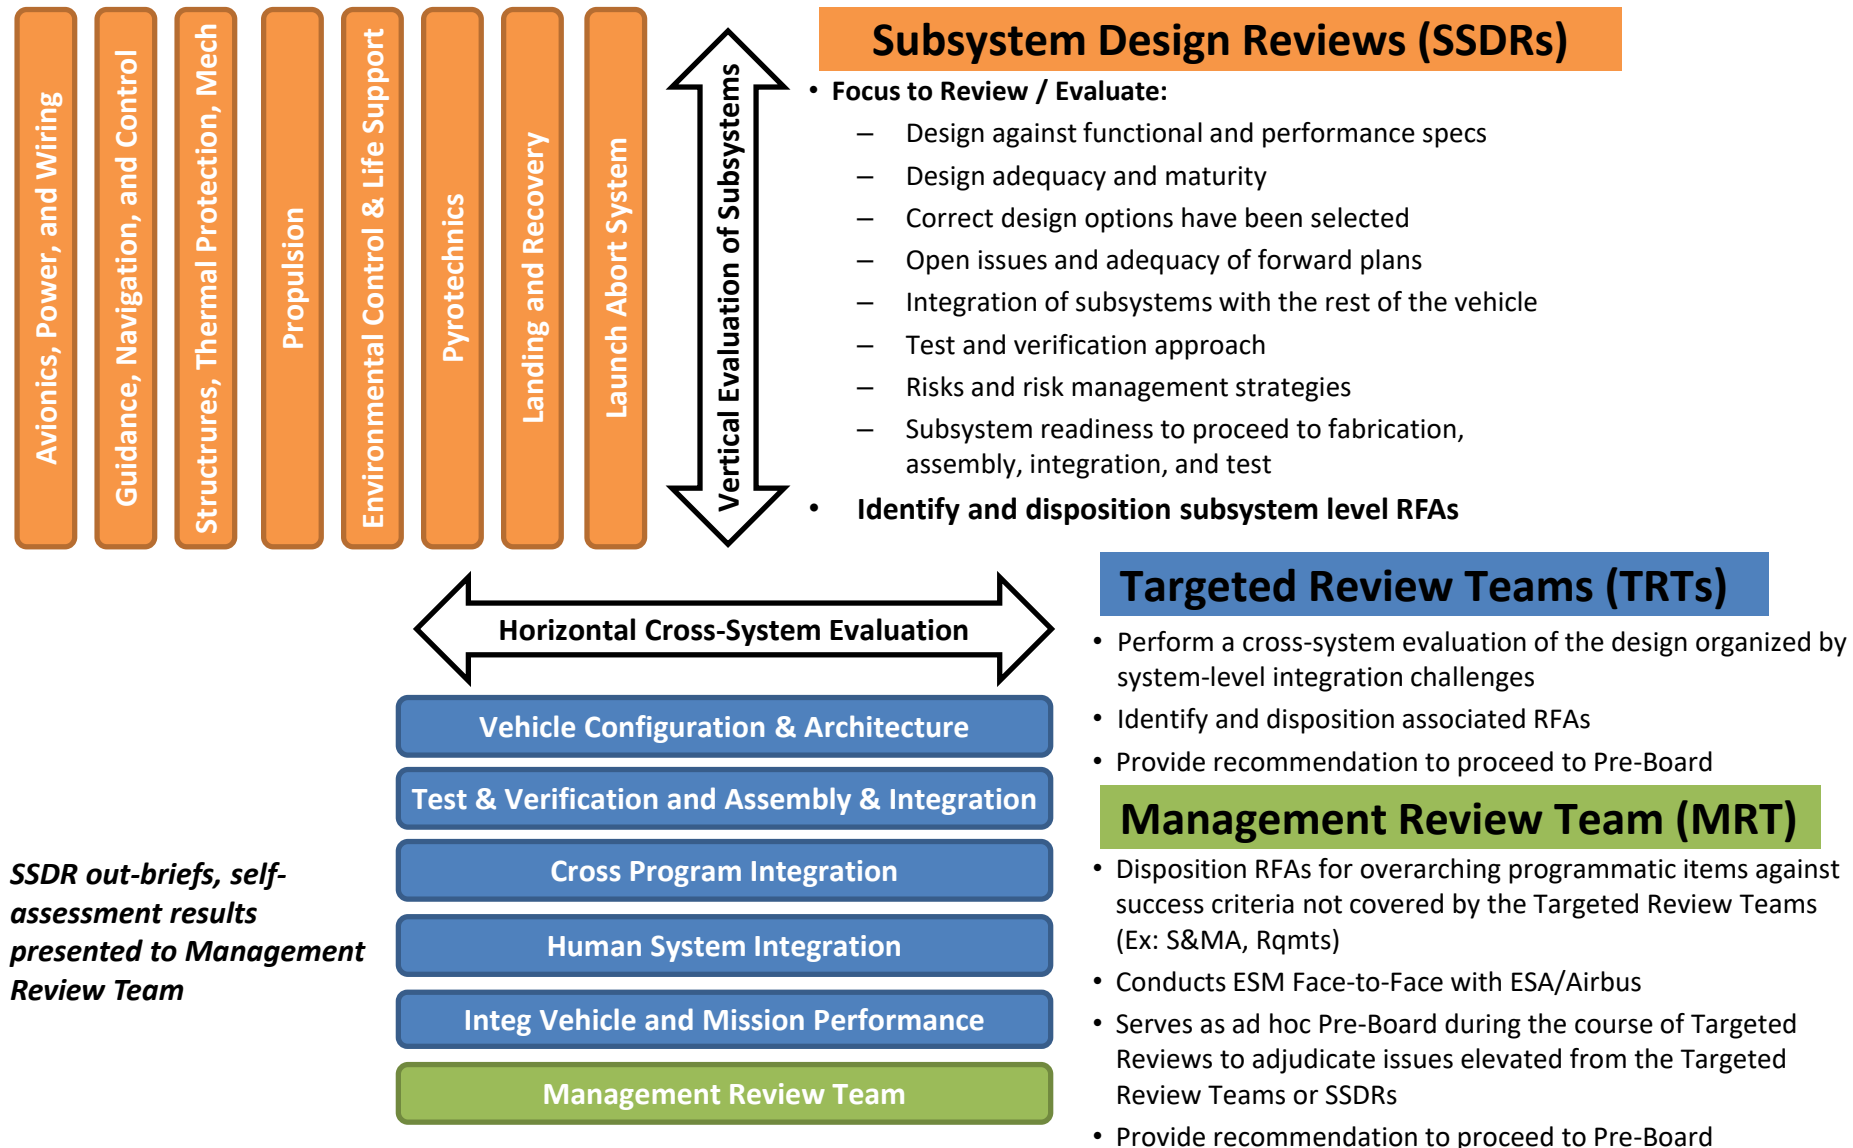 Avionics, Power, and Wiring
Guidance, Navigation, and Control
Structrures, Thermal Protection, Mech
Propulsion
Environmental Control & Life Support
Pyrotechnics
Landing and Recovery
Launch Abort System
Vertical Evaluation of Subsystems
Subsystem Design Reviews (SSDRs)
• Focus to Review / Evaluate:
– Design against functional and performance specs
– Design adequacy and maturity
– Correct design options have been selected
– Open issues and adequacy of forward plans
– Integration of subsystems with the rest of the vehicle
– Test and verification approach
– Risks and risk management strategies
– Subsystem readiness to proceed to fabrication,
assembly, integration, and test
• Identify and disposition subsystem level RFAs
Horizontal Cross-System Evaluation
Vehicle Configuration & Architecture
Test & Verification and Assembly & Integration
Cross Program Integration
Human System Integration
Integ Vehicle and Mission Performance
Management Review Team
SSDR out-briefs, self-
assessment results
presented to Management
Review Team
Targeted Review Teams (TRTs)
• Perform a cross-system evaluation of the design organized by
system-level integration challenges
• Identify and disposition associated RFAs
• Provide recommendation to proceed to Pre-Board
Management Review Team (MRT)
• Disposition RFAs for overarching programmatic items against
success criteria not covered by the Targeted Review Teams
(Ex: S&MA, Rqmts)
• Conducts ESM Face-to-Face with ESA/Airbus
• Serves as ad hoc Pre-Board during the course of Targeted
Reviews to adjudicate issues elevated from the Targeted
Review Teams or SSDRs
• Provide recommendation to proceed to Pre-Board